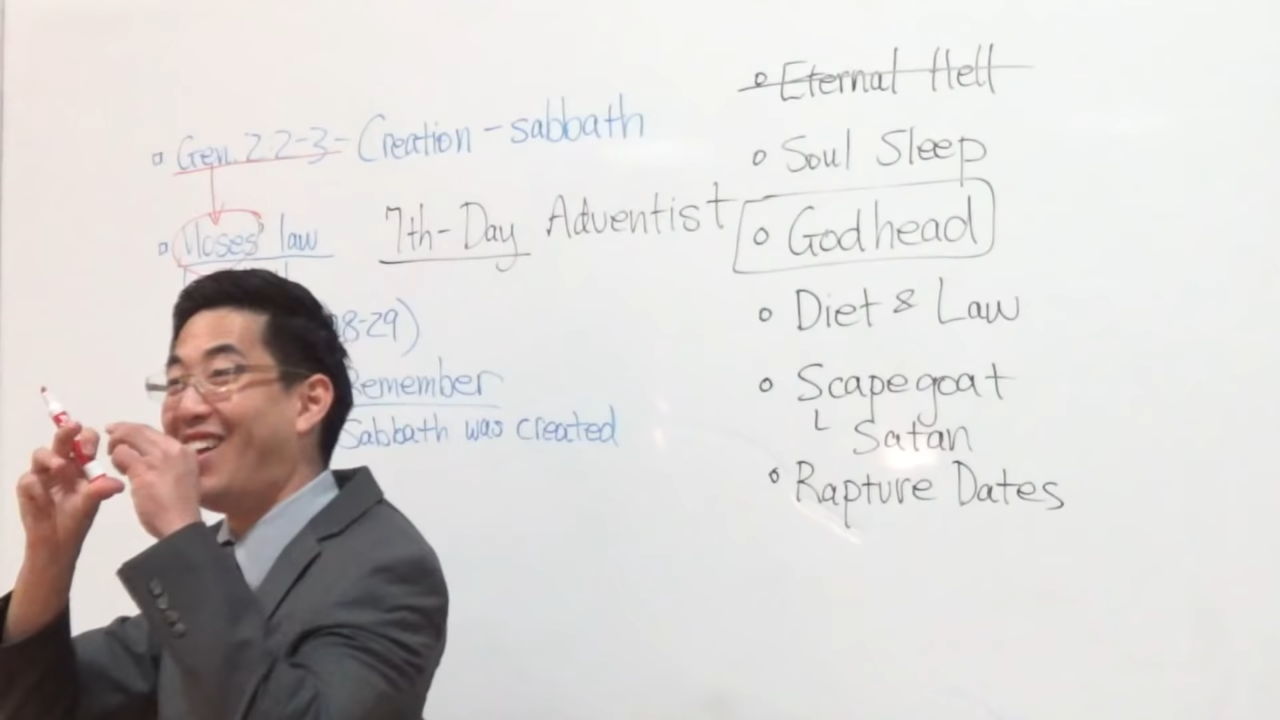 Gen. 2:2-3 - Creation - sabbath
Moses' law
7th-Day Adventist
8-29)
Remember
Sabbath was created
Eternal Hell
Soul Sleep
Godhead
Diet & Law
Scapegoat
Satan
Rapture Dates